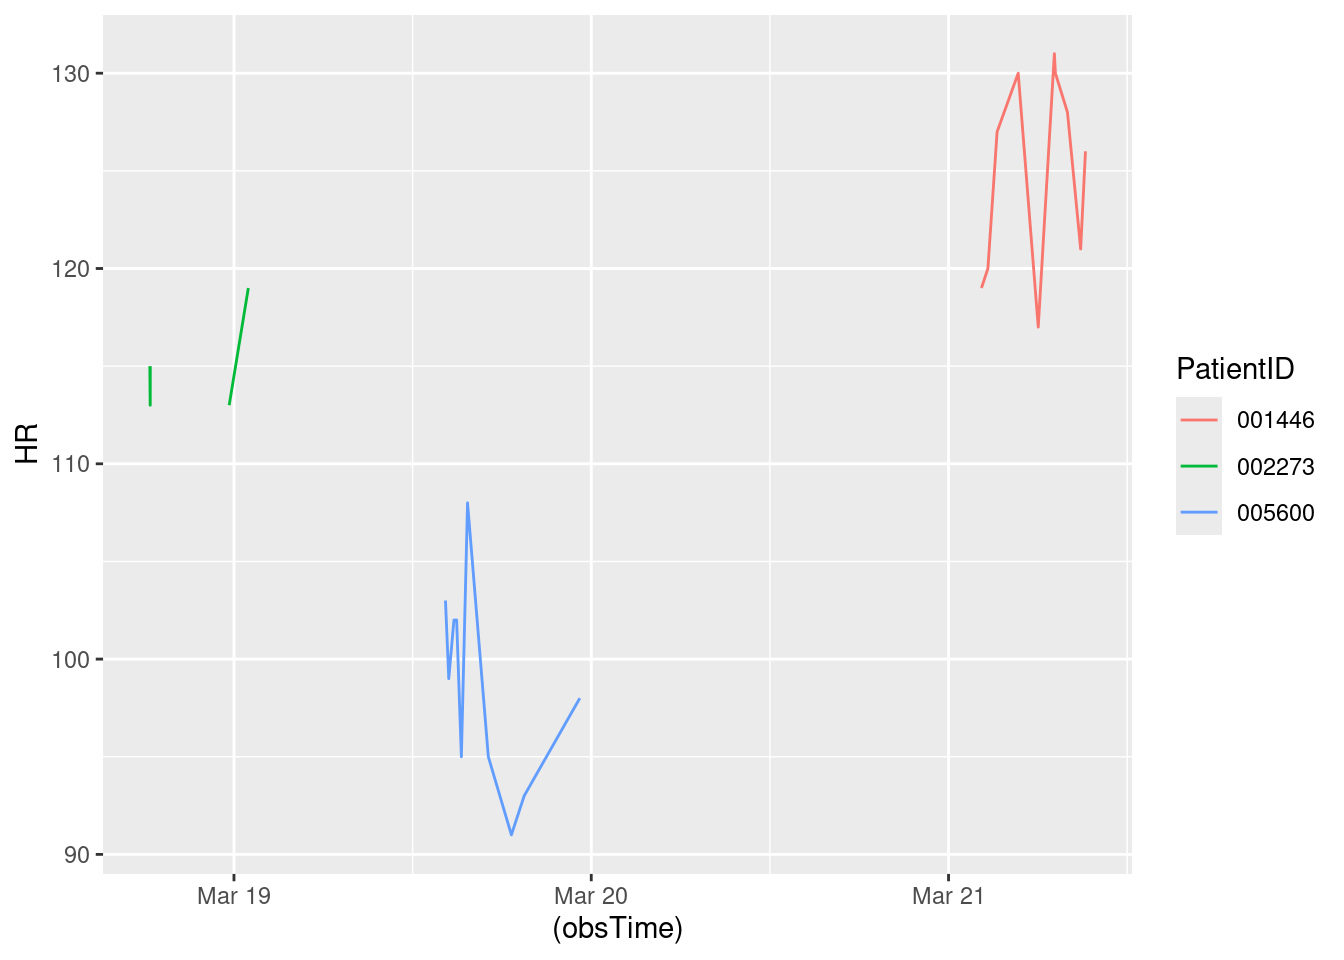 130
120
110
100
90
HR
Mar 19
Mar 20
Mar 21
(obsTime)
PatientID
001446
002273
005600